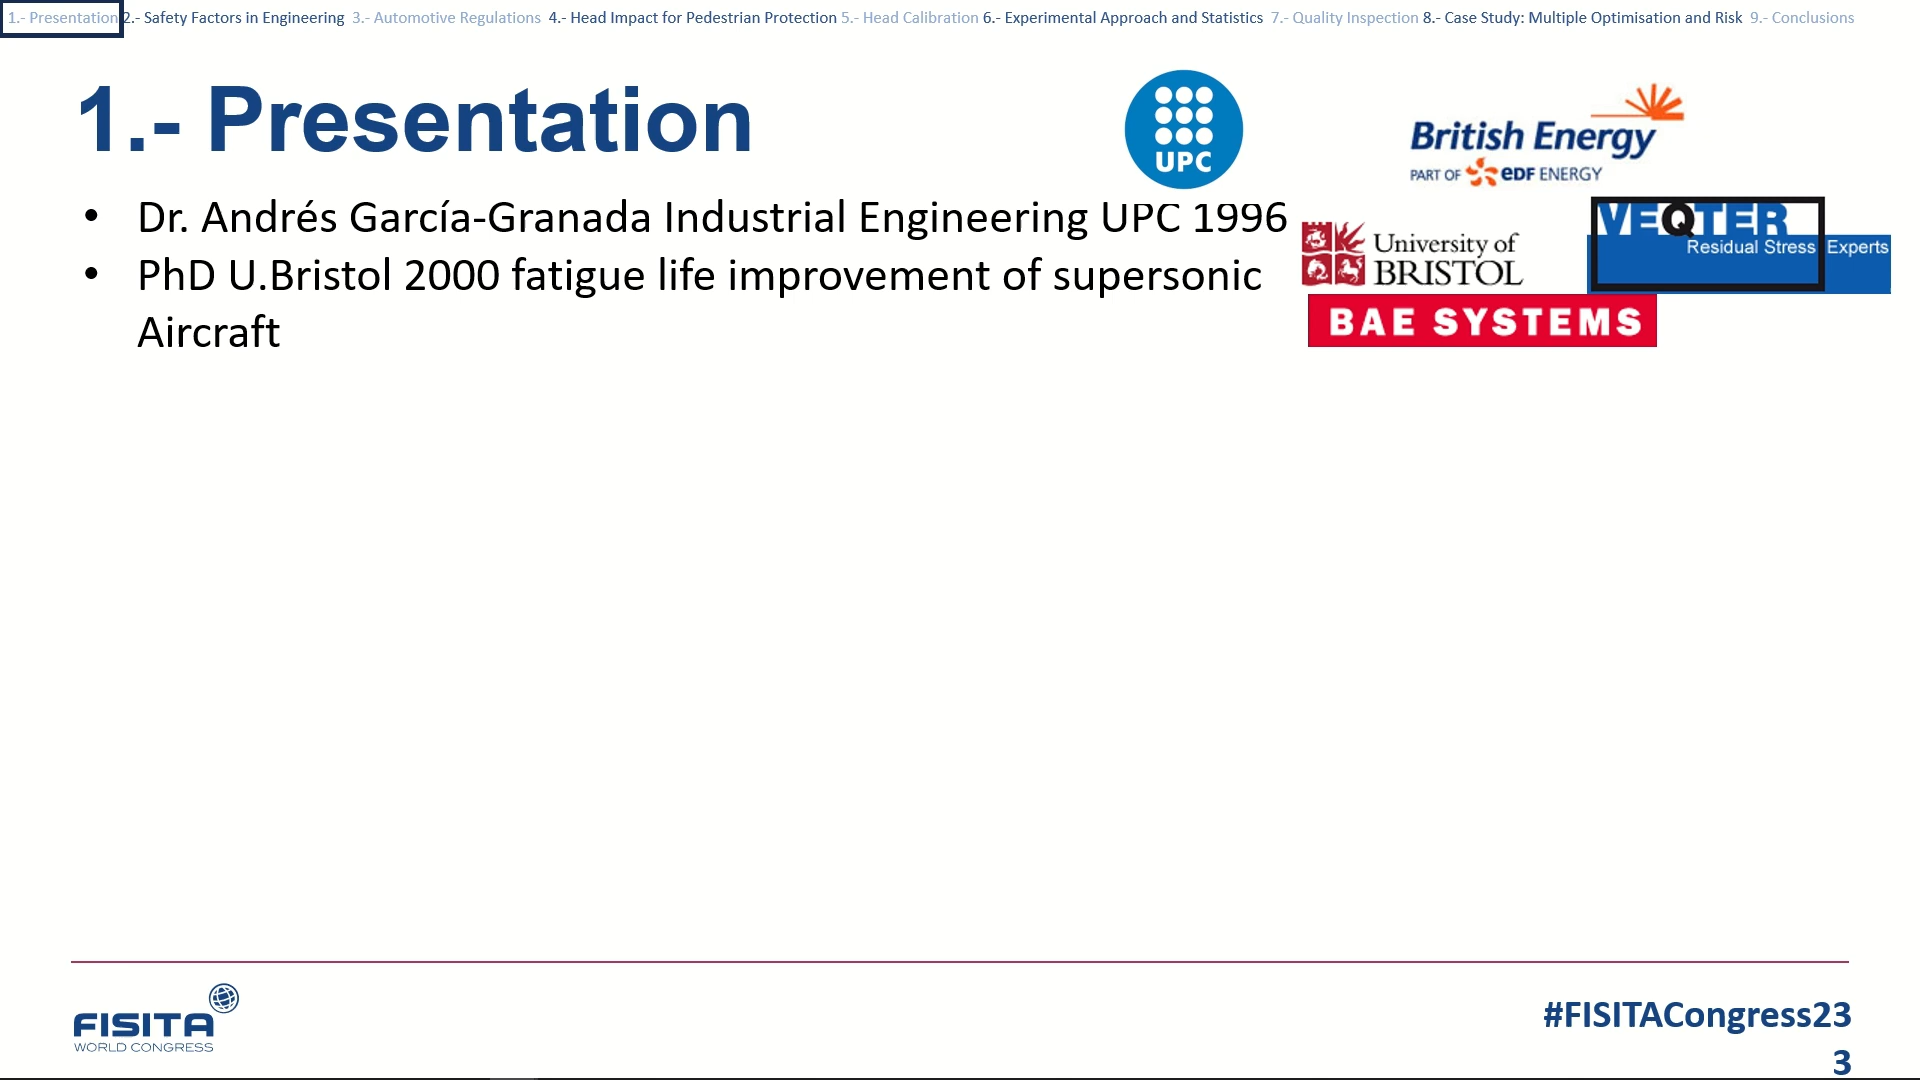 1.- Presentation 2.- Safety Factors in Engineering 3.- Automotive Regulations 4.- Head Impact for Pedestrian Protection 5.- Head Calibration 6.- Experimental Approach and Statistics 7.- Quality Inspection 8.- Case Study: Multiple Optimisation and Risk 9.- Conclusions
1.- Presentation
UPC
British Energy
PART OF eDF ENERGY
• Dr. Andrés García-Granada Industrial Engineering UPC 1996
• PhD U.Bristol 2000 fatigue life improvement of supersonic
Aircraft
University of
BRISTOL
VEQTER
Residual Stress Experts
BAE SYSTEMS
FISITA
WORLD CONGRESS
#FISITACongress23
3